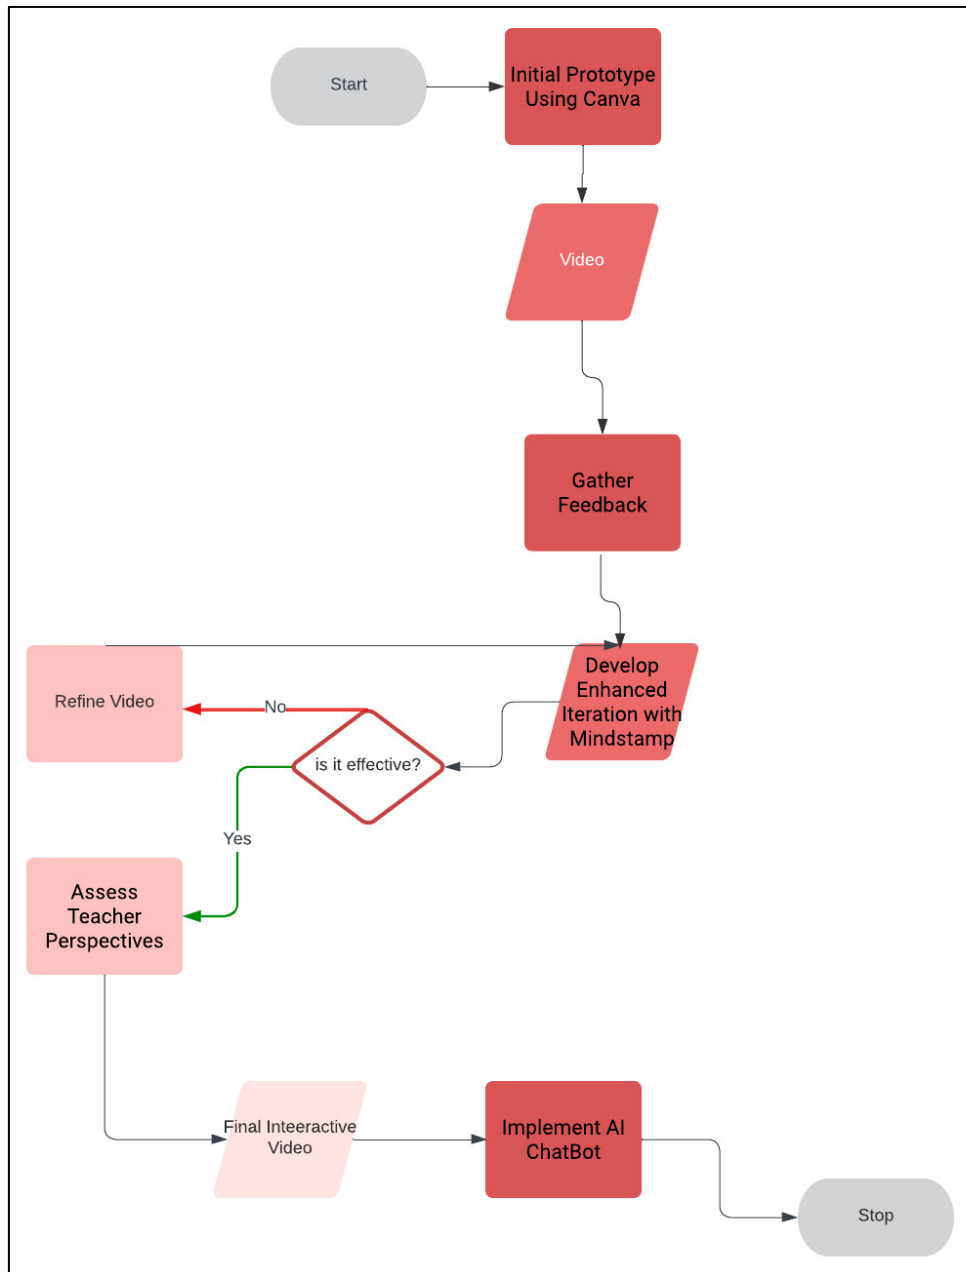 Start
Initial Prototype
Using Canva
Video
Gather
Feedback
Develop
Enhanced
Iteration with
Mindstamp
Refine Video
No
is it effective?
Yes
Assess
Teacher
Perspectives
Final Inteeractive
Video
Implement AI
ChatBot
Stop